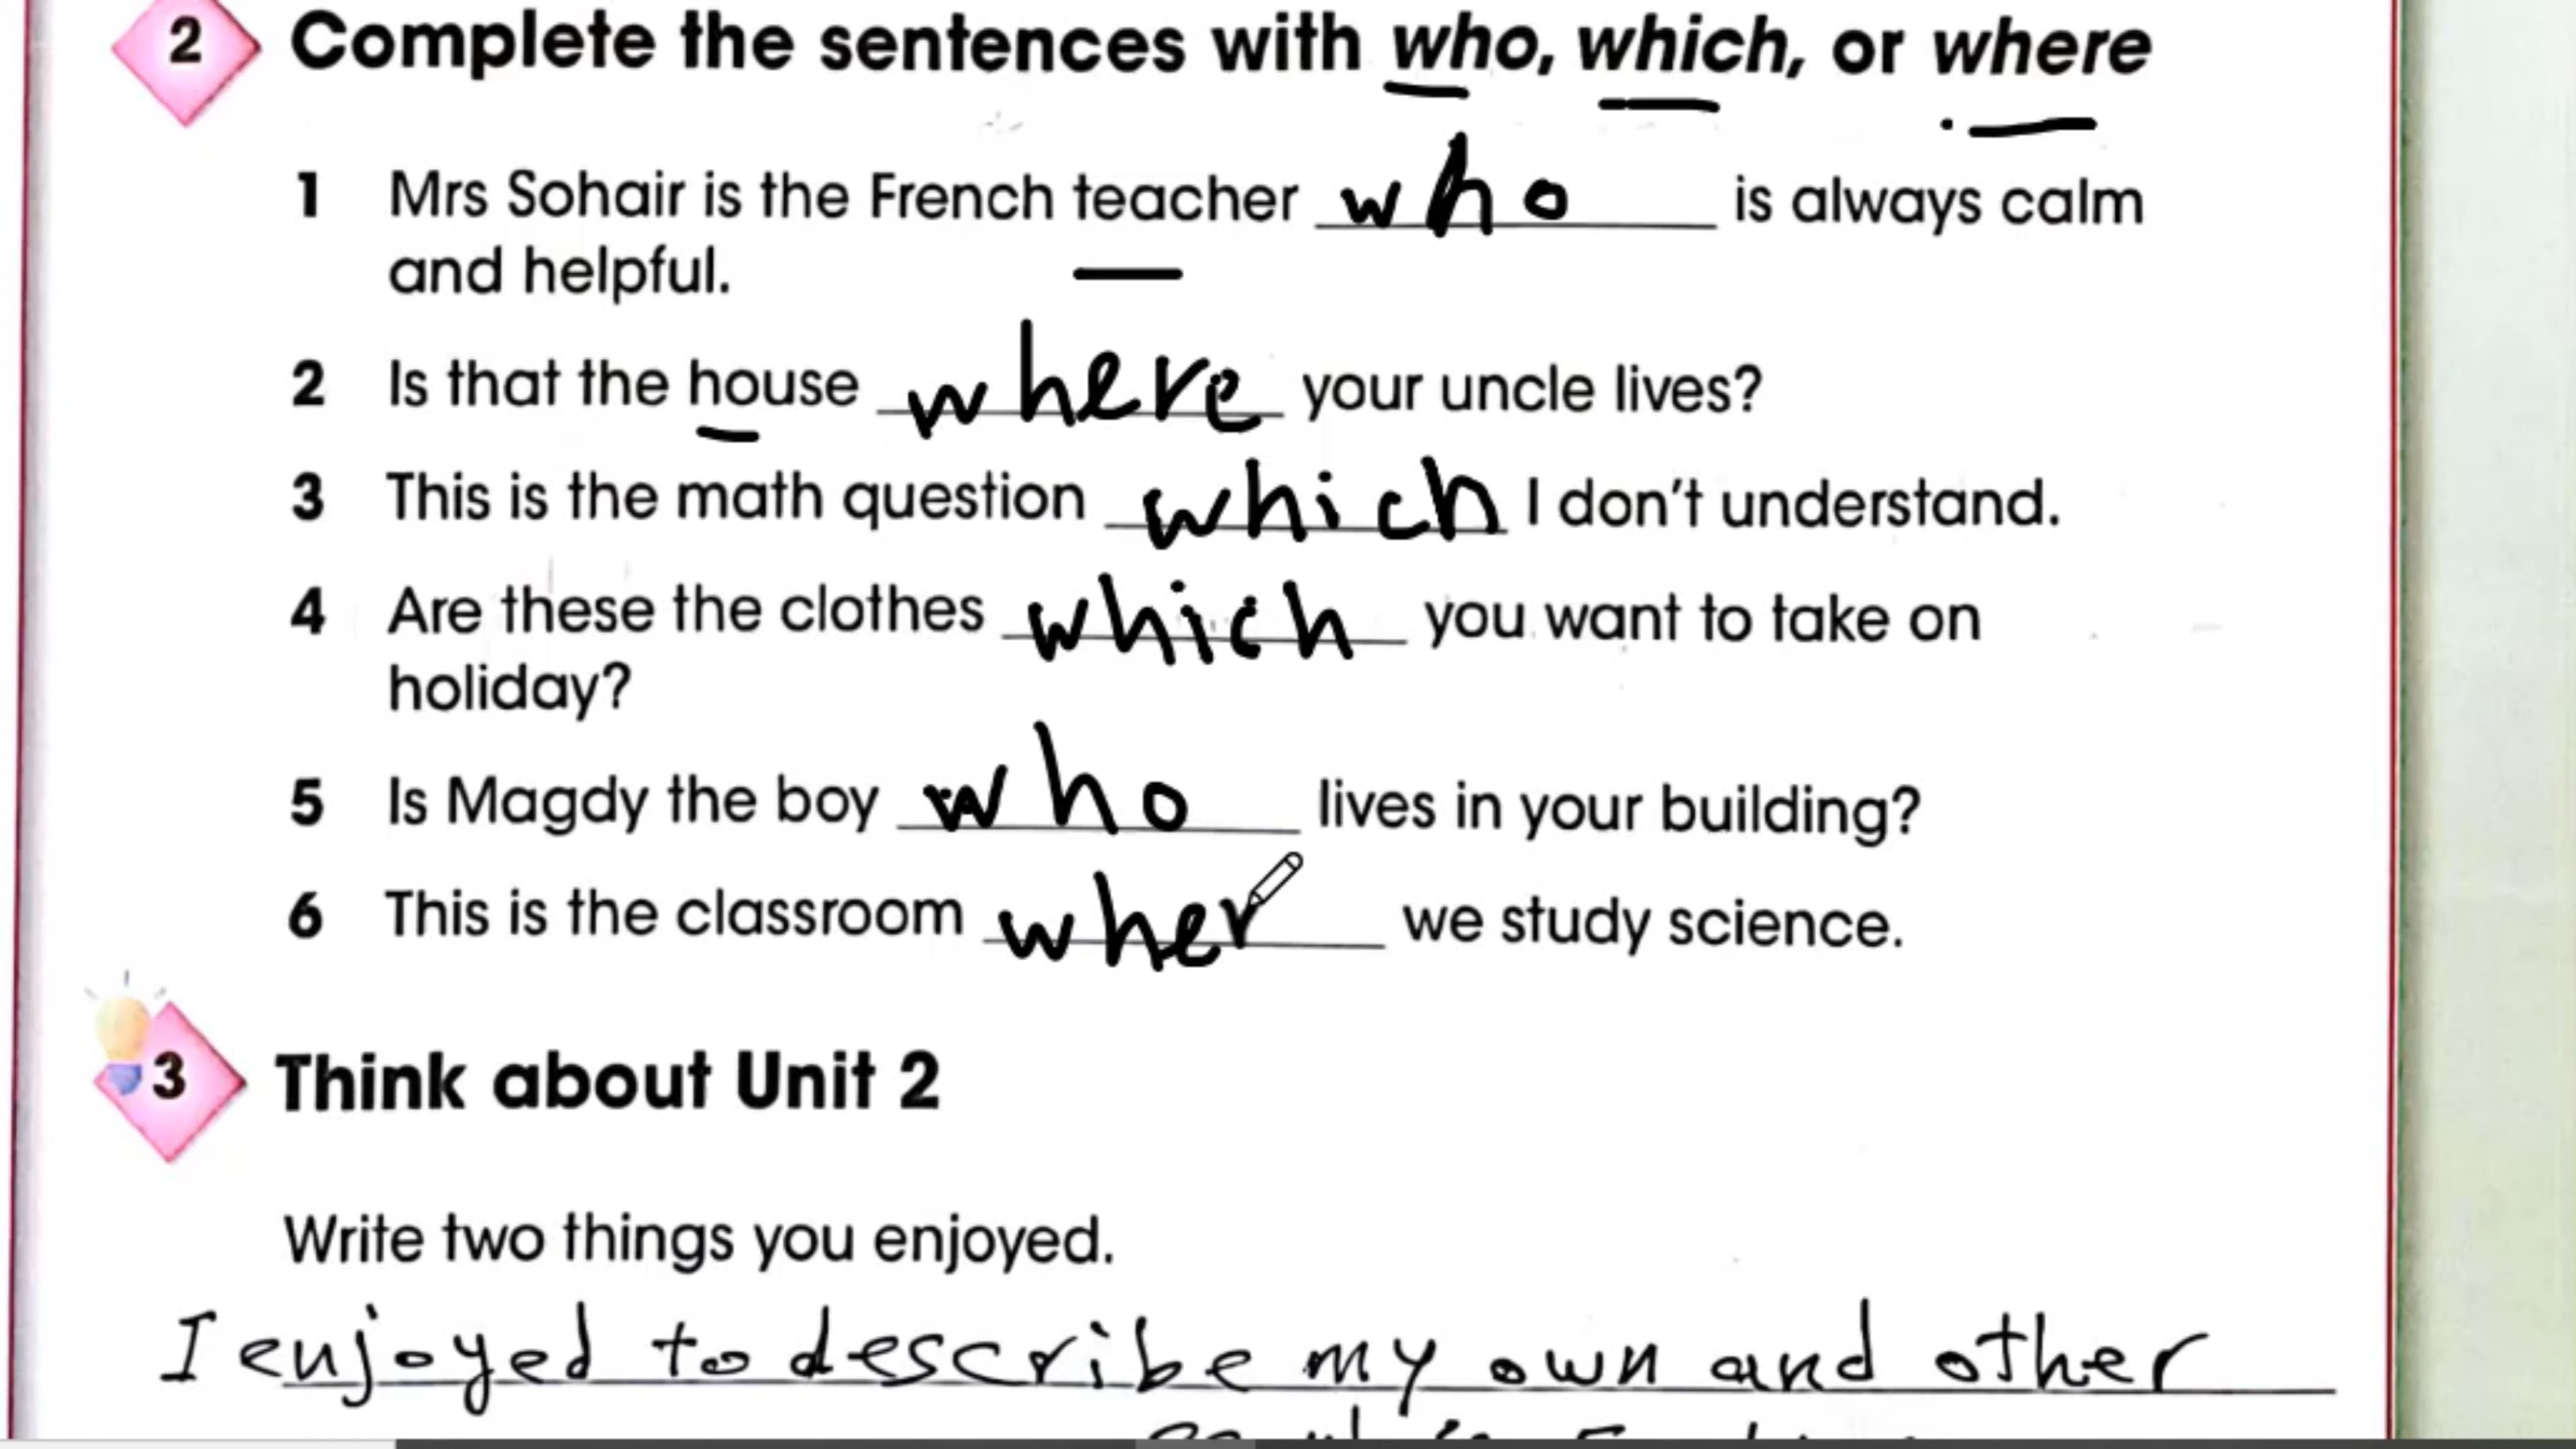 2 Complete the sentences with who, which, or where
1 Mrs Sohair is the French teacher who is always calm
and helpful.
2 Is that the house where your uncle lives?
3 This is the math question which I don't understand.
4 Are these the clothes which you want to take on
holiday?
5 Is Magdy the boy who lives in your building?
6 This is the classroom wher we study science.
3 Think about Unit 2
Write two things you enjoyed.
I enjoyed to describe my own and other